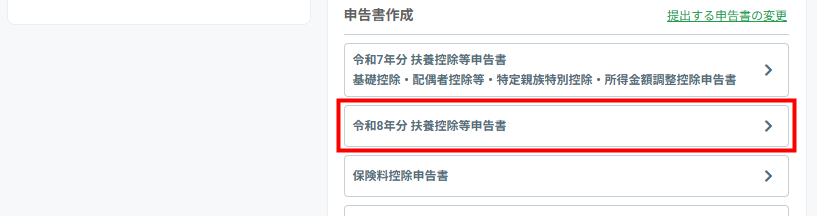 申告書作成
提出する申告書の変更
令和7年分 扶養控除等申告書
基礎控除・配偶者控除等・特定親族特別控除・所得金額調整控除申告書
令和8年分 扶養控除等申告書
保険料控除申告書